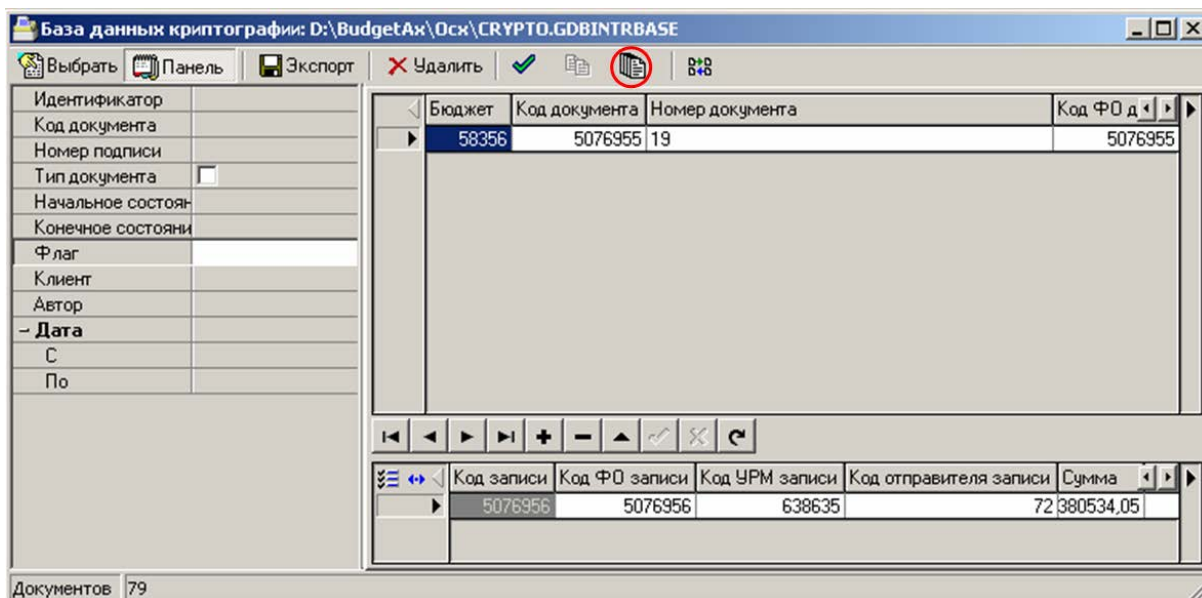 База данных криптографии: D:\BudgetAx\Ocx\CRYPTO.GDBINTRBASE
Выбрать Панель Экспорт Удалить
Идентификатор
Код документа
Номер подписи
Тип документа
Начальное состоян
Конечное состояни
Флаг
Клиент
Автор
Дата
С
По
Бюджет Код документа Номер документа Код ФО д
58356 5076955 19 5076955
Код записи Код ФО записи Код УРМ записи Код отправителя записи Сумма
5076956 5076956 638635 72 380534,05
Документов 79